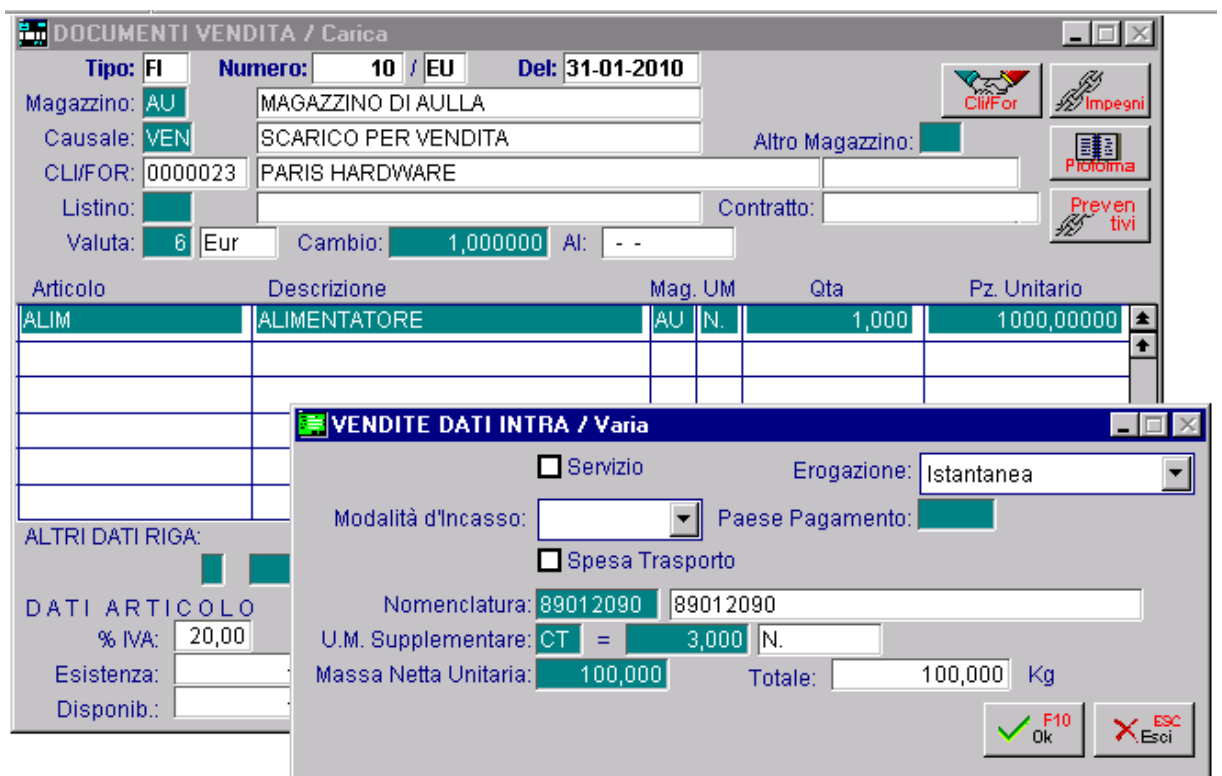 DOCUMENTI VENDITA / Carica
Tipo: FI Numero: 10 / EU Del: 31-01-2010
Magazzino: AU MAGAZZINO DI AULLA Cli/For Impegni
Causale: VEN SCARICO PER VENDITA Altro Magazzino:
CLI/FOR: 0000023 PARIS HARDWARE Proforma
Listino: Contratto: Preven
tivi
Valuta: 6 Eur Cambio: 1,000000 Al: - -
Articolo Descrizione Mag. UM Qta Pz. Unitario
ALIM ALIMENTATORE AU N. 1,000 1000,00000
VENDITE DATI INTRA / Varia
Servizio Erogazione: Istantanea
Modalità d'Incasso: Paese Pagamento:
ALTRI DATI RIGA:
Spesa Trasporto
DATI ARTICOLO
Nomenclatura: 89012090 89012090
% IVA: 20,00
U.M. Supplementare: CT = 3,000 N.
Esistenza:
Massa Netta Unitaria: 100,000 Totale: 100,000 Kg
Disponib.:
F10
Ok
ESC
Esci